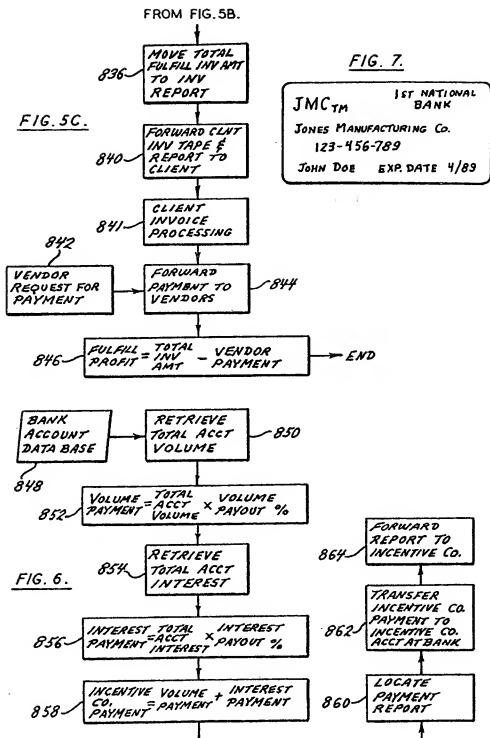 FROM FIG. 5B.
836
MOVE TOTAL
FULFILL INV AMT
TO INV
REPORT
FIG. 5C.
840
FORWARD CLNT
INV TAPE &
REPORT TO
CLIENT
841
CLIENT
INVOICE
PROCESSING
842
VENDOR
REQUEST FOR
PAYMENT
FORWARD
PAYMENT TO
VENDORS
844
846
FULFILL PROFIT = TOTAL INV AMT - VENDOR PAYMENT
END
FIG. 7.
JMC TM
1ST NATIONAL
BANK
JONES MANUFACTURING CO.
123-456-789
JOHN DOE EXP. DATE 4/89
BANK
ACCOUNT
DATA BASE
848
RETRIEVE
TOTAL ACCT
VOLUME
850
852
VOLUME PAYMENT = TOTAL ACCT VOLUME × VOLUME PAYOUT %
FIG. 6.
854
RETRIEVE
TOTAL ACCT
INTEREST
856
INTEREST PAYMENT = TOTAL ACCT INTEREST × INTEREST PAYOUT %
858
INCENTIVE CO. PAYMENT = VOLUME PAYMENT + INTEREST PAYMENT
864
FORWARD
REPORT TO
INCENTIVE CO.
862
TRANSFER
INCENTIVE CO.
PAYMENT TO
INCENTIVE CO.
ACCT AT BANK
860
LOCATE
PAYMENT
REPORT